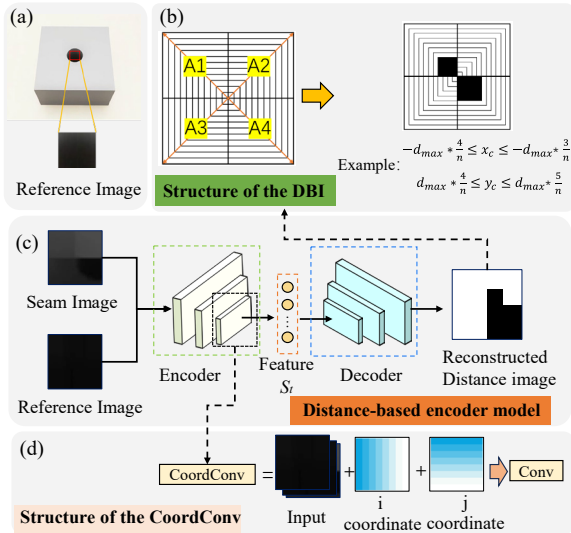 (a)
Reference Image
(b)
A1
A2
A3
A4
Structure of the DBI
Example:
−d_max * 4/n ≤ x_c ≤ −d_max * 3/n
d_max * 4/n ≤ y_c ≤ d_max * 5/n
(c)
Seam Image
Reference Image
Encoder
Feature
S_t
Decoder
Reconstructed
Distance image
Distance-based encoder model
(d)
CoordConv
=
+
+
Conv
Input
i
coordinate
j
coordinate
Structure of the CoordConv